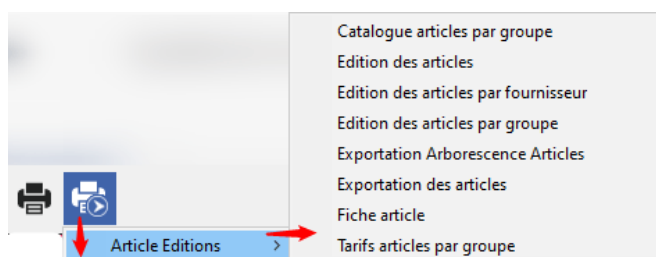 Catalogue articles par groupe
Edition des articles
Edition des articles par fournisseur
Edition des articles par groupe
Exportation Arborescence Articles
Exportation des articles
Fiche article
Tarifs articles par groupe
E
Article Editions